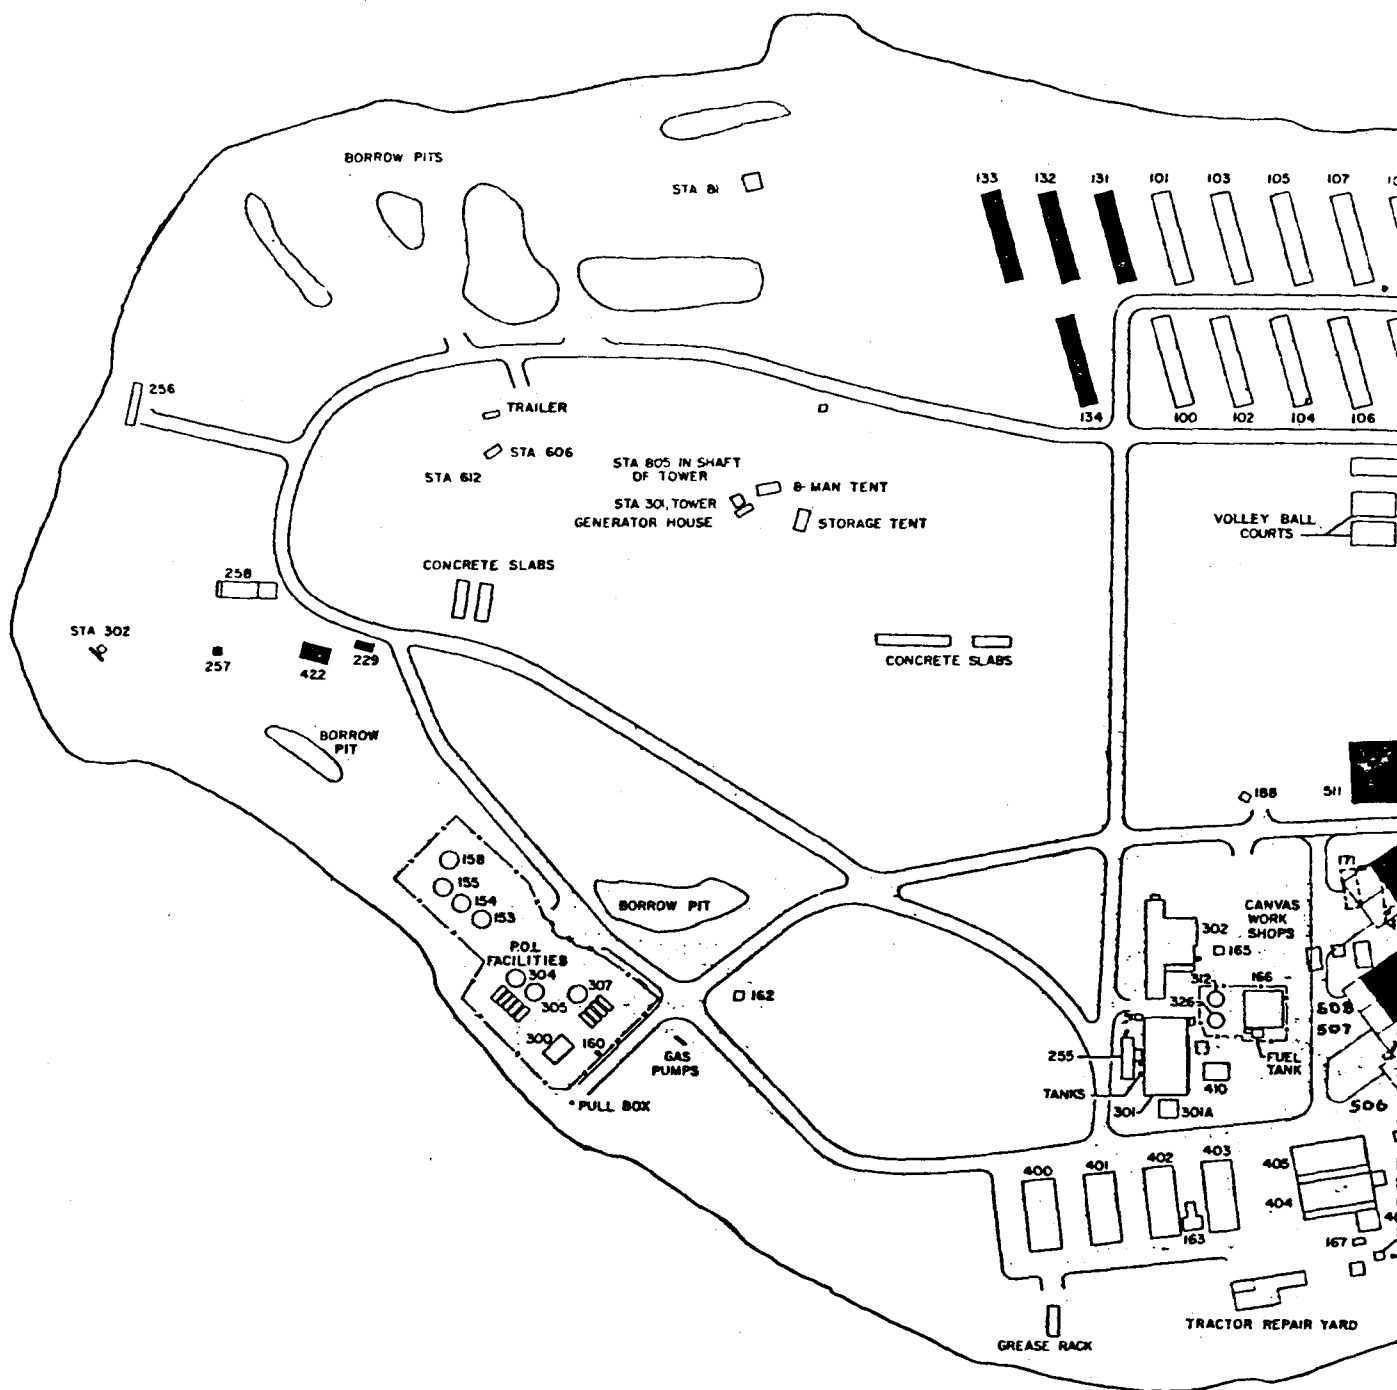 BORROW PITS
STA 81
133 132 131 101 103 105 107
134 100 102 104 106
256
TRAILER
STA 606
STA 612
STA 805 IN SHAFT
OF TOWER
8-MAN TENT
STA 301, TOWER
GENERATOR HOUSE
STORAGE TENT
VOLLEY BALL
COURTS
CONCRETE SLABS
258
STA 302
257
422
229
CONCRETE SLABS
BORROW
PIT
188
511
158
155
154
153
BORROW PIT
P.O.L
FACILITIES
304
305
307
300
160
162
GAS
PUMPS
PULL BOX
171
CANVAS
WORK
SHOPS
302
165
312
166
326
508
507
255
FUEL
TANK
TANKS
410
301
301A
506
400 401 402 403
405
404
163
167
TRACTOR REPAIR YARD
GREASE RACK